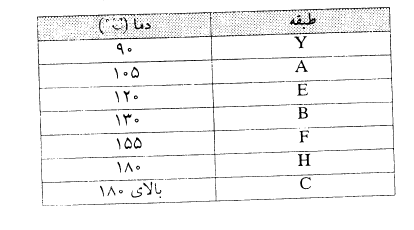 طبقه دما (°C)
Y ۹۰
A ۱۰۵
E ۱۲۰
B ۱۳۰
F ۱۵۵
H ۱۸۰
C بالای ۱۸۰